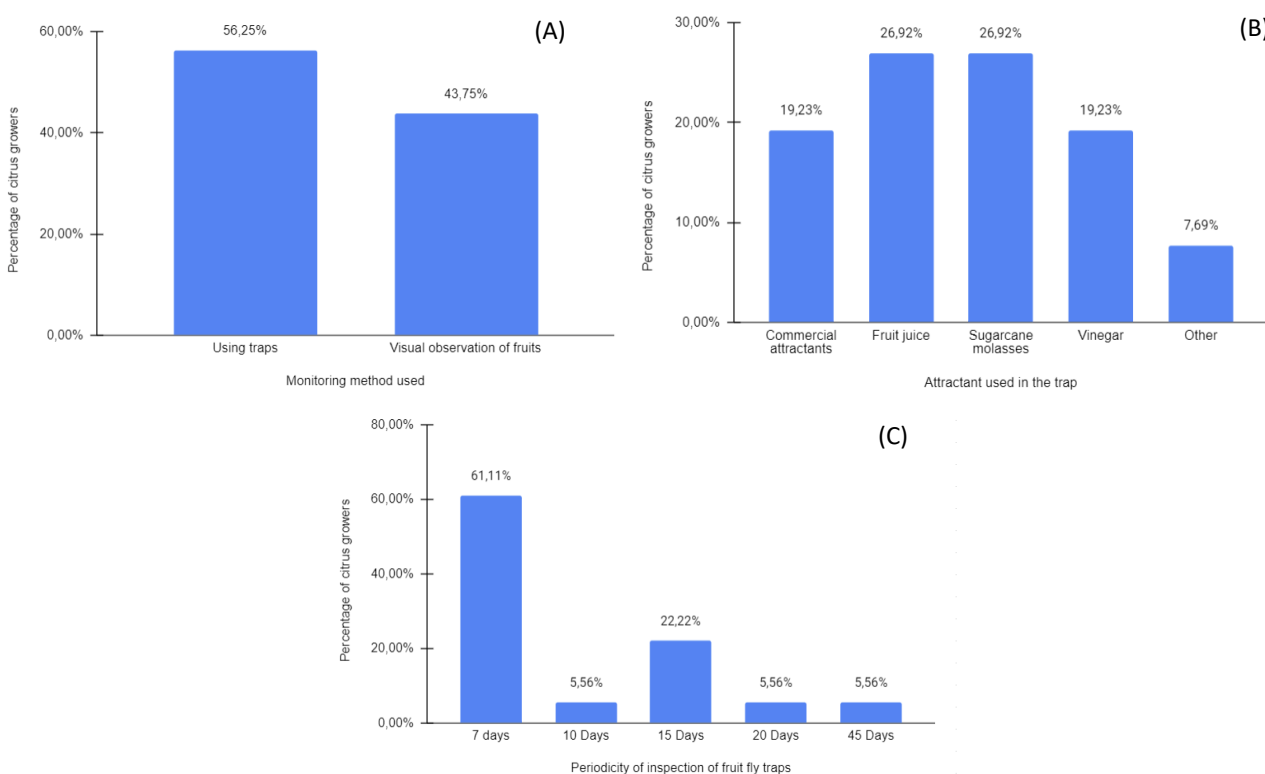 (A)
Percentage of citrus growers
60,00%
40,00%
20,00%
0,00%
56,25%
43,75%
Using traps
Visual observation of fruits
Monitoring method used
(B)
Percentage of citrus growers
30,00%
20,00%
10,00%
0,00%
19,23%
26,92%
26,92%
19,23%
7,69%
Commercial
attractants
Fruit juice
Sugarcane
molasses
Vinegar
Other
Attractant used in the trap
(C)
Percentage of citrus growers
80,00%
60,00%
40,00%
20,00%
0,00%
61,11%
5,56%
22,22%
5,56%
5,56%
7 days
10 Days
15 Days
20 Days
45 Days
Periodicity of inspection of fruit fly traps